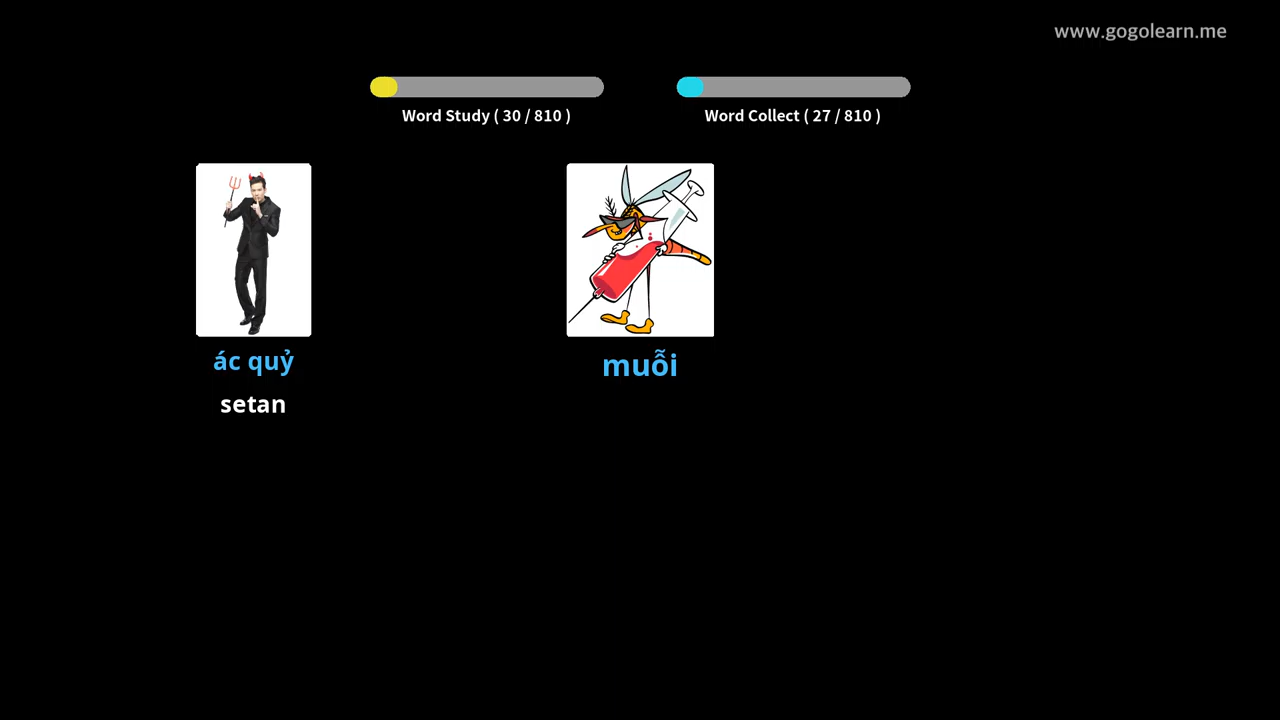 www.gogolearn.me
Word Study ( 30 / 810 )
Word Collect ( 27 / 810 )
ác quỷ
setan
muỗi